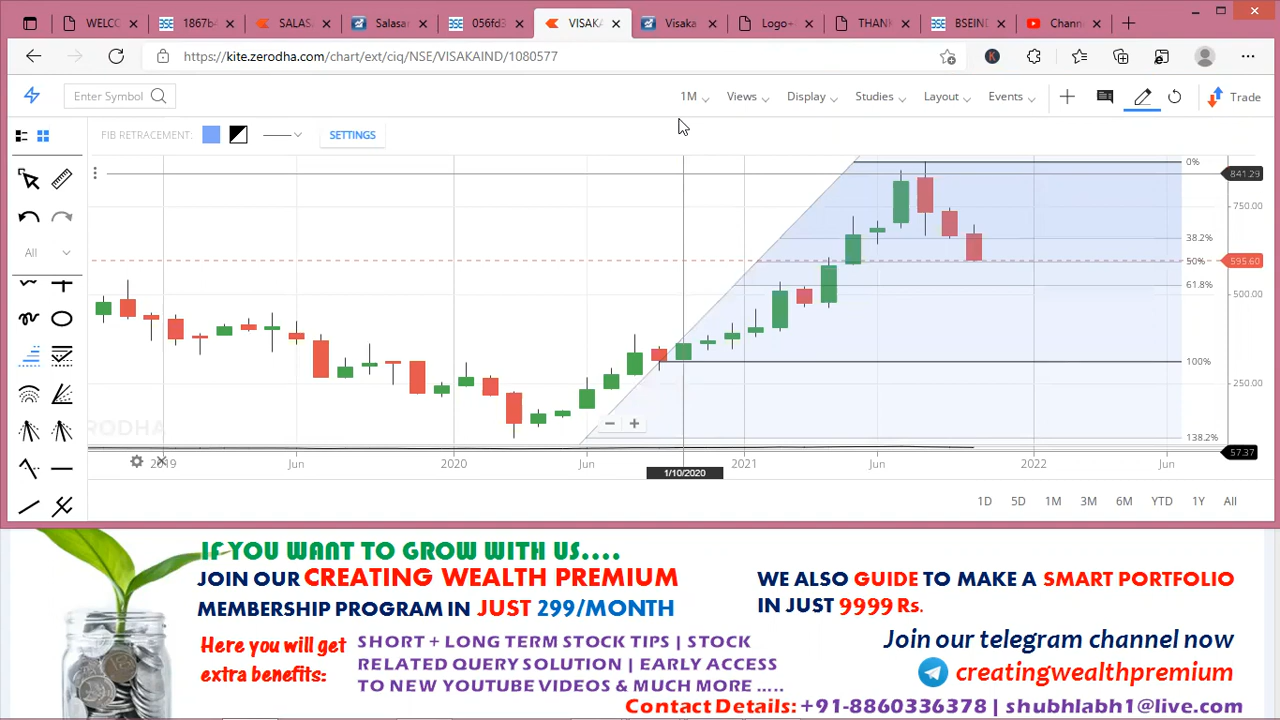 WELC
1867b
SALAS
Salasar
056fd3
VISAK
Visaka
Logo-
THANK
BSEINE
Chann
https://kite.zerodha.com/chart/ext/ciq/NSE/VISAKAIND/1080577
Enter Symbol
1M
Views
Display
Studies
Layout
Events
Trade
FIB RETRACEMENT:
SETTINGS
All
0%
841.29
750.00
38.2%
50%
595.60
61.8%
500.00
100%
250.00
138.2%
57.37
RODHA
2019
Jun
2020
Jun
2021
Jun
2022
Jun
1/10/2020
1D
5D
1M
3M
6M
YTD
1Y
All
IF YOU WANT TO GROW WITH US....
JOIN OUR CREATING WEALTH PREMIUM
MEMBERSHIP PROGRAM IN JUST 299/MONTH
Here you will get
extra benefits:
SHORT + LONG TERM STOCK TIPS | STOCK
RELATED QUERY SOLUTION | EARLY ACCESS
TO NEW YOUTUBE VIDEOS & MUCH MORE .....
WE ALSO GUIDE TO MAKE A SMART PORTFOLIO
IN JUST 9999 Rs.
Join our telegram channel now
creatingwealthpremium
Contact Details: +91-8860336378 | shubhlabh1@live.com